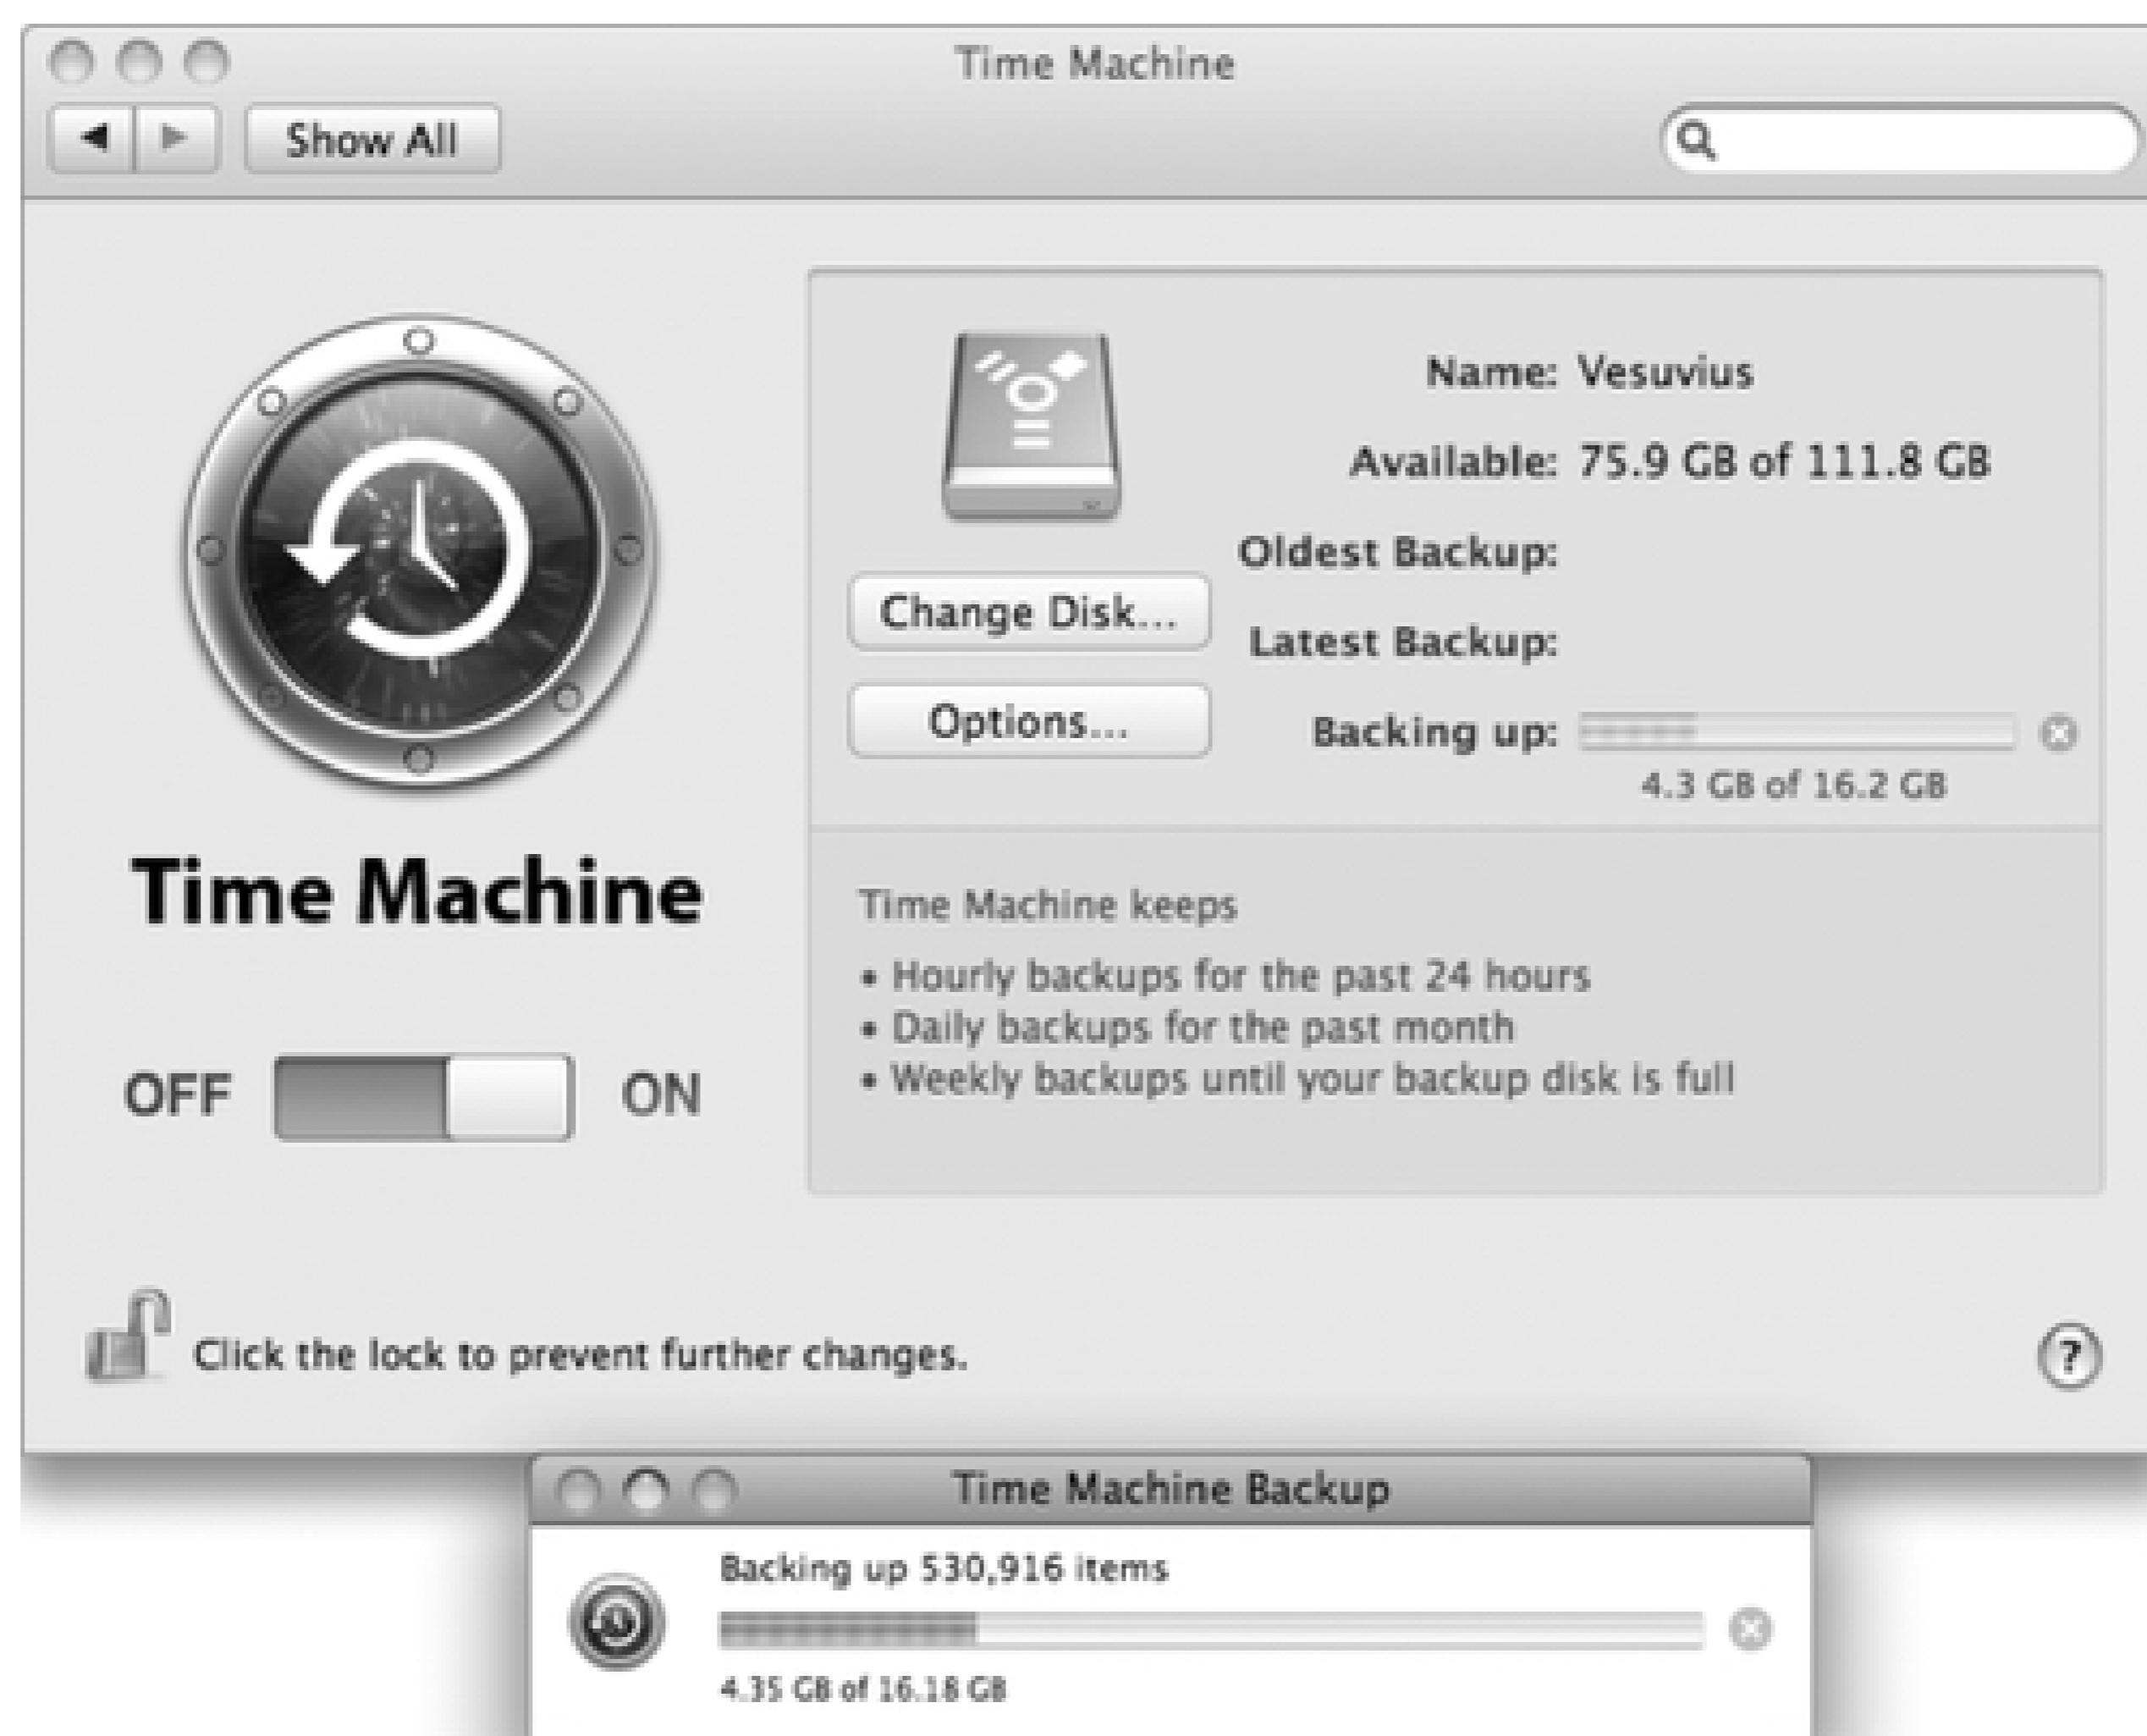 Time Machine
Show All
Name: Vesuvius
Available: 75.9 GB of 111.8 GB
Oldest Backup:
Change Disk...
Latest Backup:
Options...
Backing up:
4.3 GB of 16.2 GB
Time Machine
Time Machine keeps
• Hourly backups for the past 24 hours
• Daily backups for the past month
• Weekly backups until your backup disk is full
OFF ON
Click the lock to prevent further changes.
?
Time Machine Backup
Backing up 530,916 items
4.35 GB of 16.18 GB